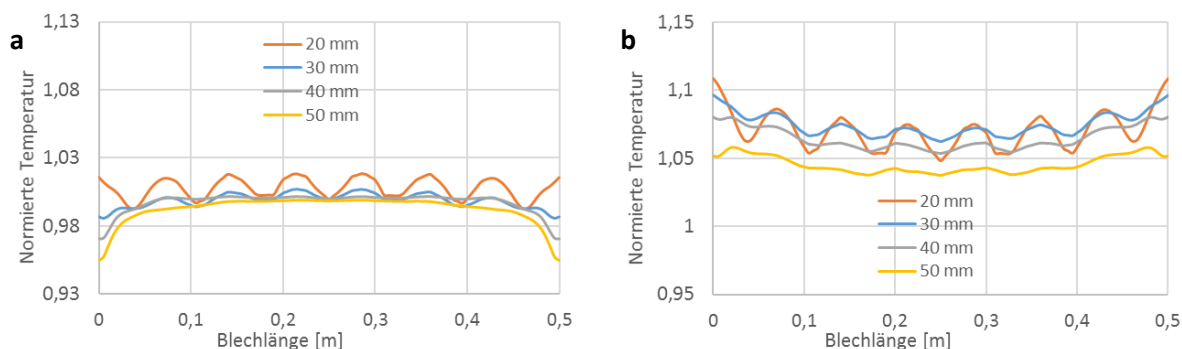 a
Normierte Temperatur
1,13
1,08
1,03
0,98
0,93
20 mm
30 mm
40 mm
50 mm
0
0,1
0,2
0,3
0,4
0,5
Blechlänge [m]
b
Normierte Temperatur
1,15
1,1
1,05
1
0,95
20 mm
30 mm
40 mm
50 mm
0
0,1
0,2
0,3
0,4
0,5
Blechlänge [m]